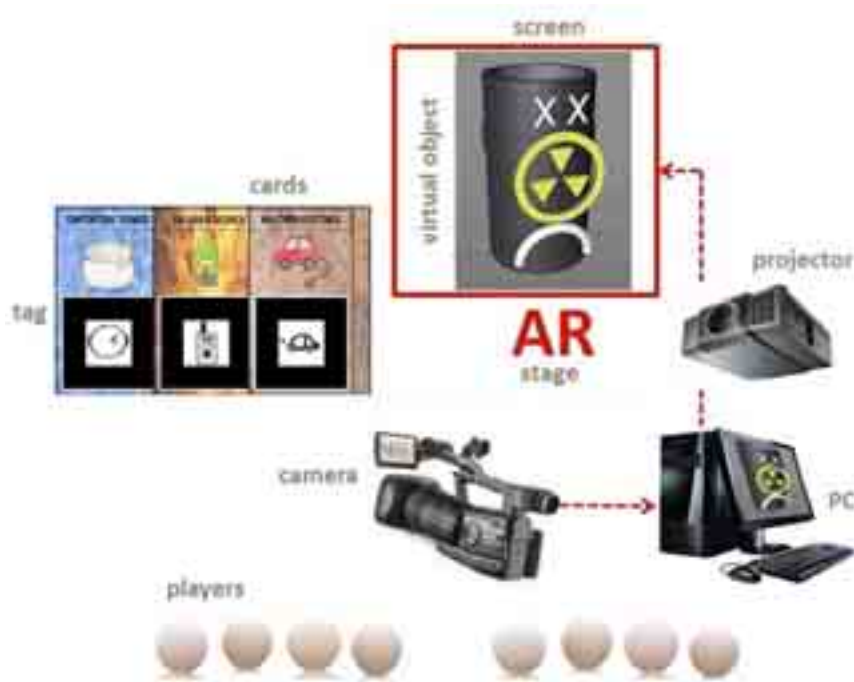 screen
virtual object
cards
projector
tag
AR
stage
camera
PC
players